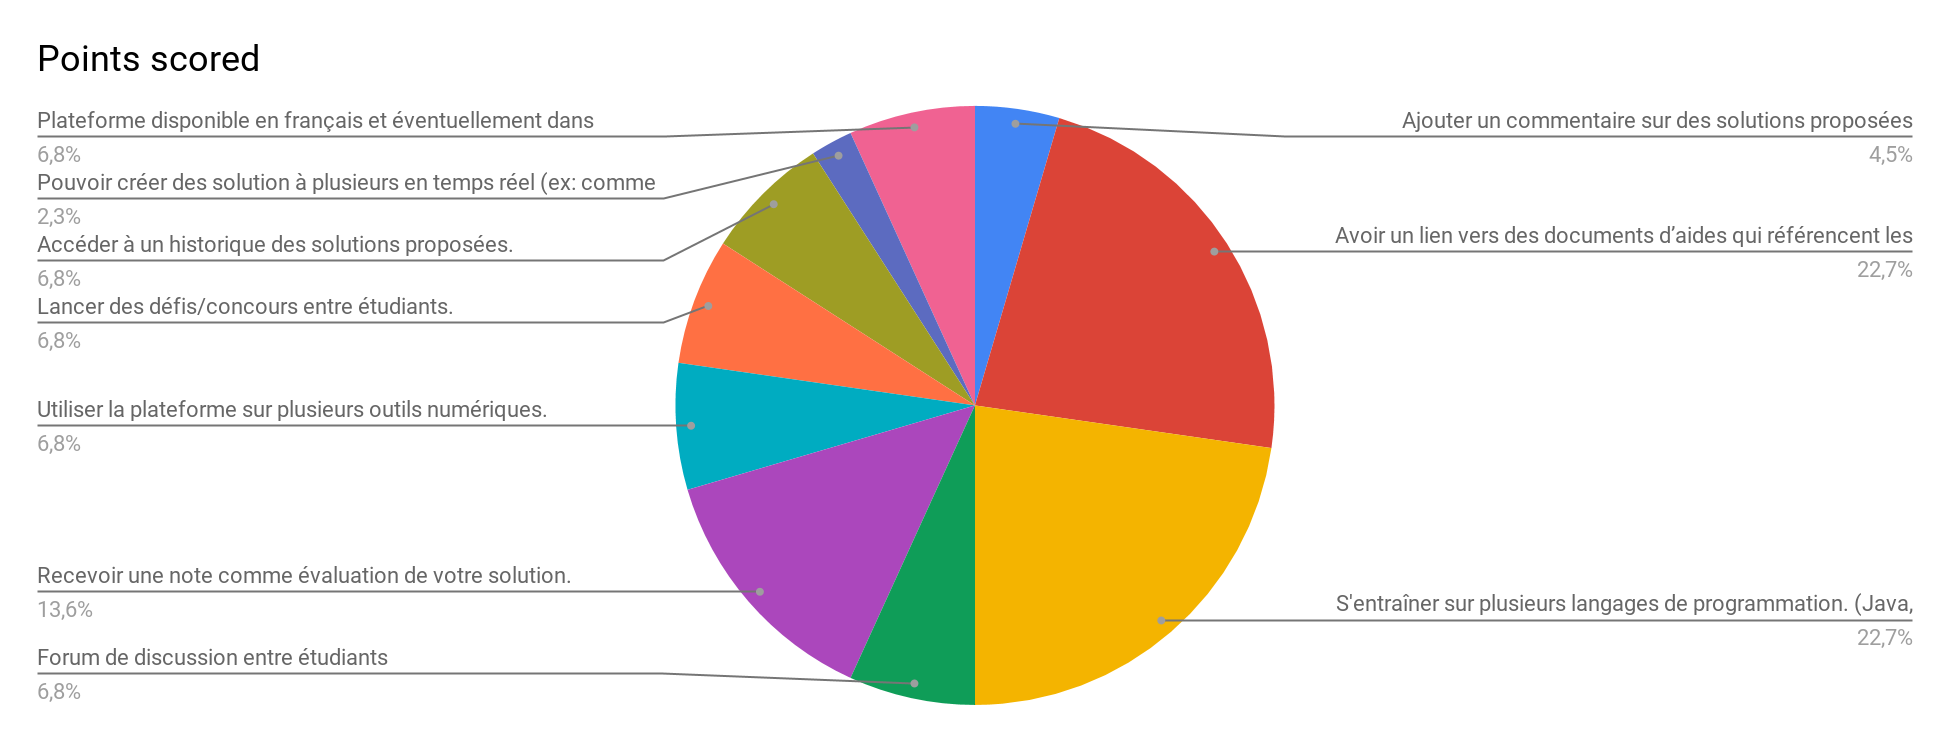 Points scored
Plateforme disponible en français et éventuellement dans
6,8%
Pouvoir créer des solution à plusieurs en temps réel (ex: comme
2,3%
Accéder à un historique des solutions proposées.
6,8%
Lancer des défis/concours entre étudiants.
6,8%
Utiliser la plateforme sur plusieurs outils numériques.
6,8%
Recevoir une note comme évaluation de votre solution.
13,6%
Forum de discussion entre étudiants
6,8%
Ajouter un commentaire sur des solutions proposées
4,5%
Avoir un lien vers des documents d’aides qui référencent les
22,7%
S'entraîner sur plusieurs langages de programmation. (Java,
22,7%